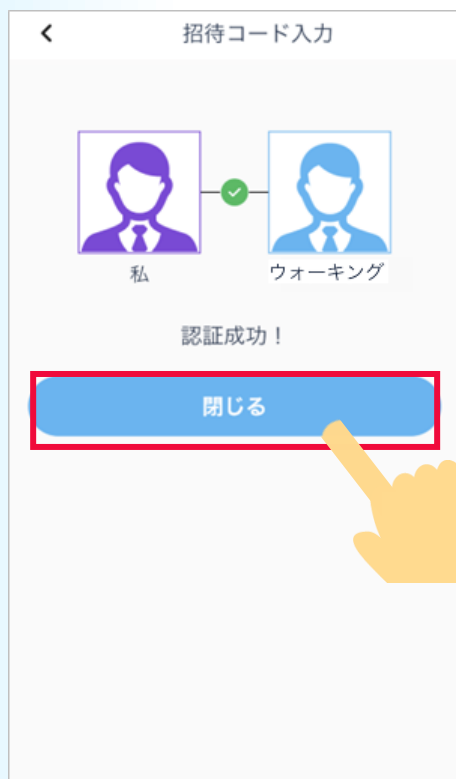 招待コード入力
私
ウォーキング
認証成功！
閉じる